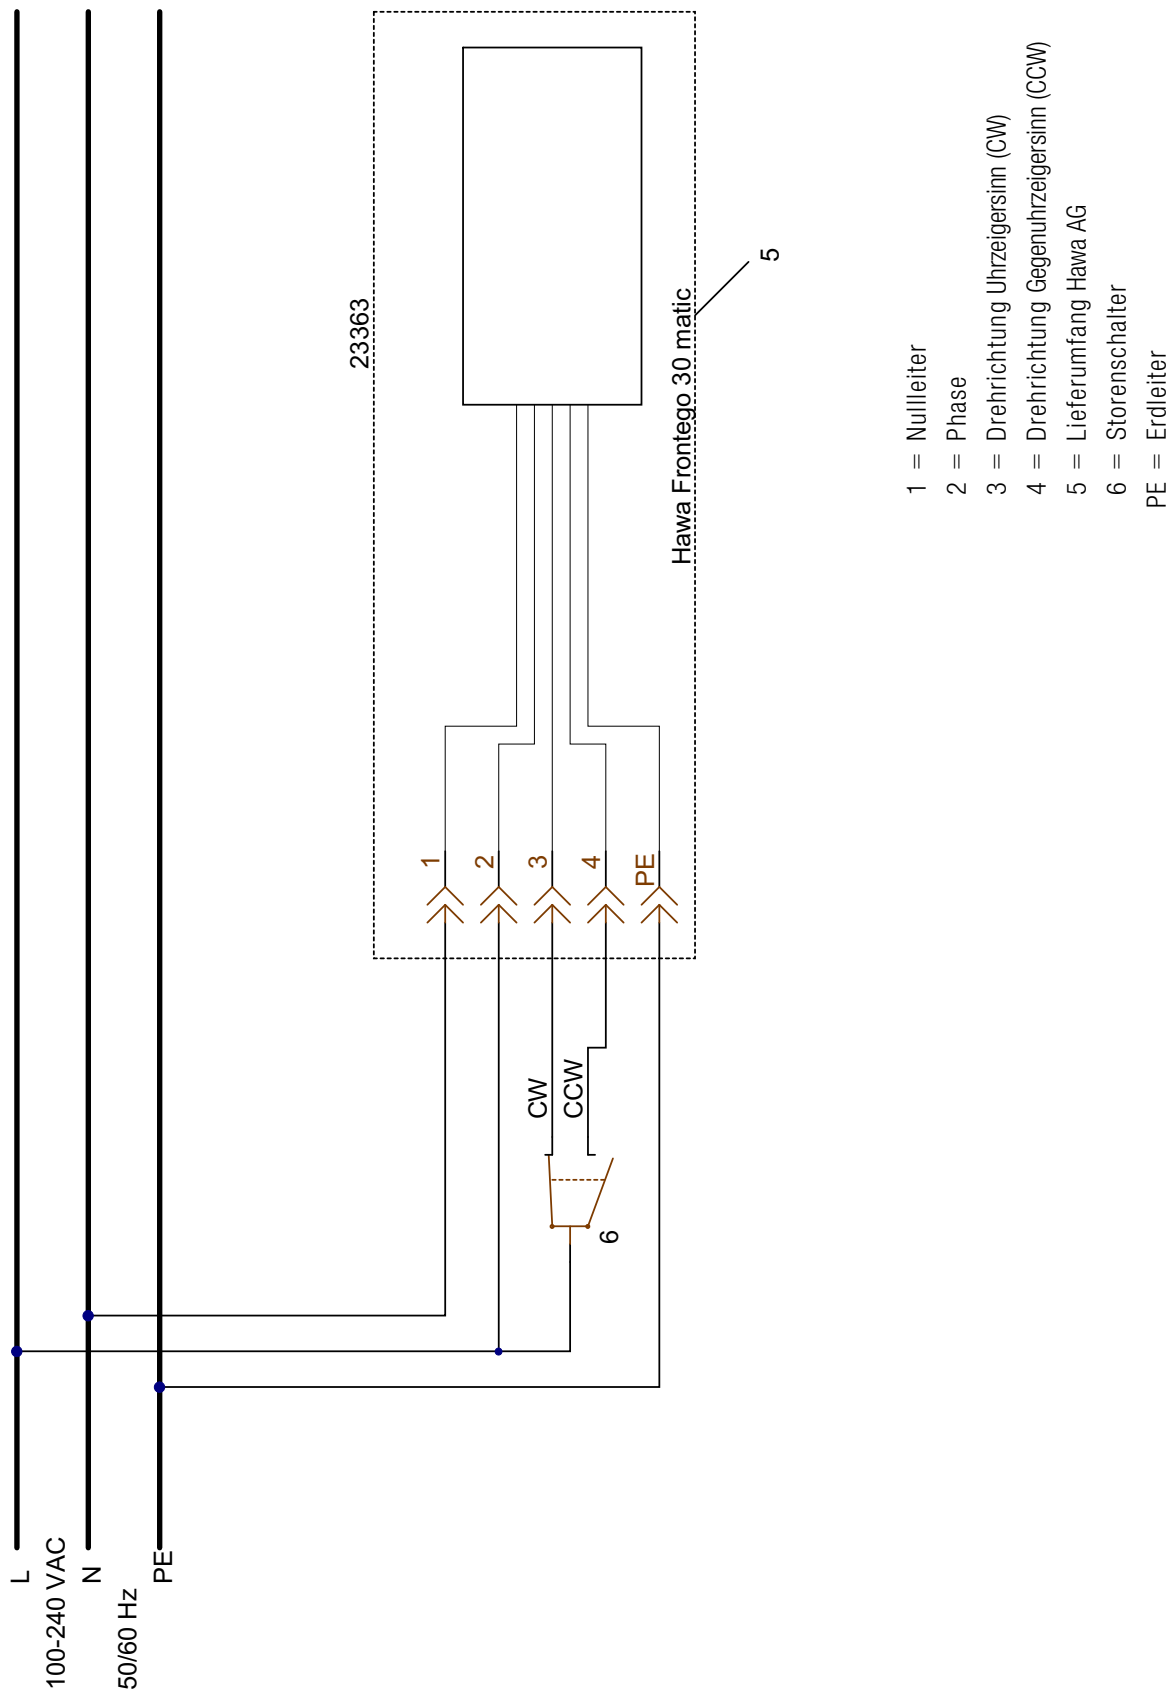 L
100-240 VAC
N
50/60 Hz
PE
23363
1
2
3
4
PE
CW
CCW
6
Hawa Frontego 30 matic
5
1 = Nullleiter
2 = Phase
3 = Drehrichtung Uhrzeigersinn (CW)
4 = Drehrichtung Gegenuhrzeigersinn (CCW)
5 = Lieferumfang Hawa AG
6 = Storenschalter
PE = Erdleiter